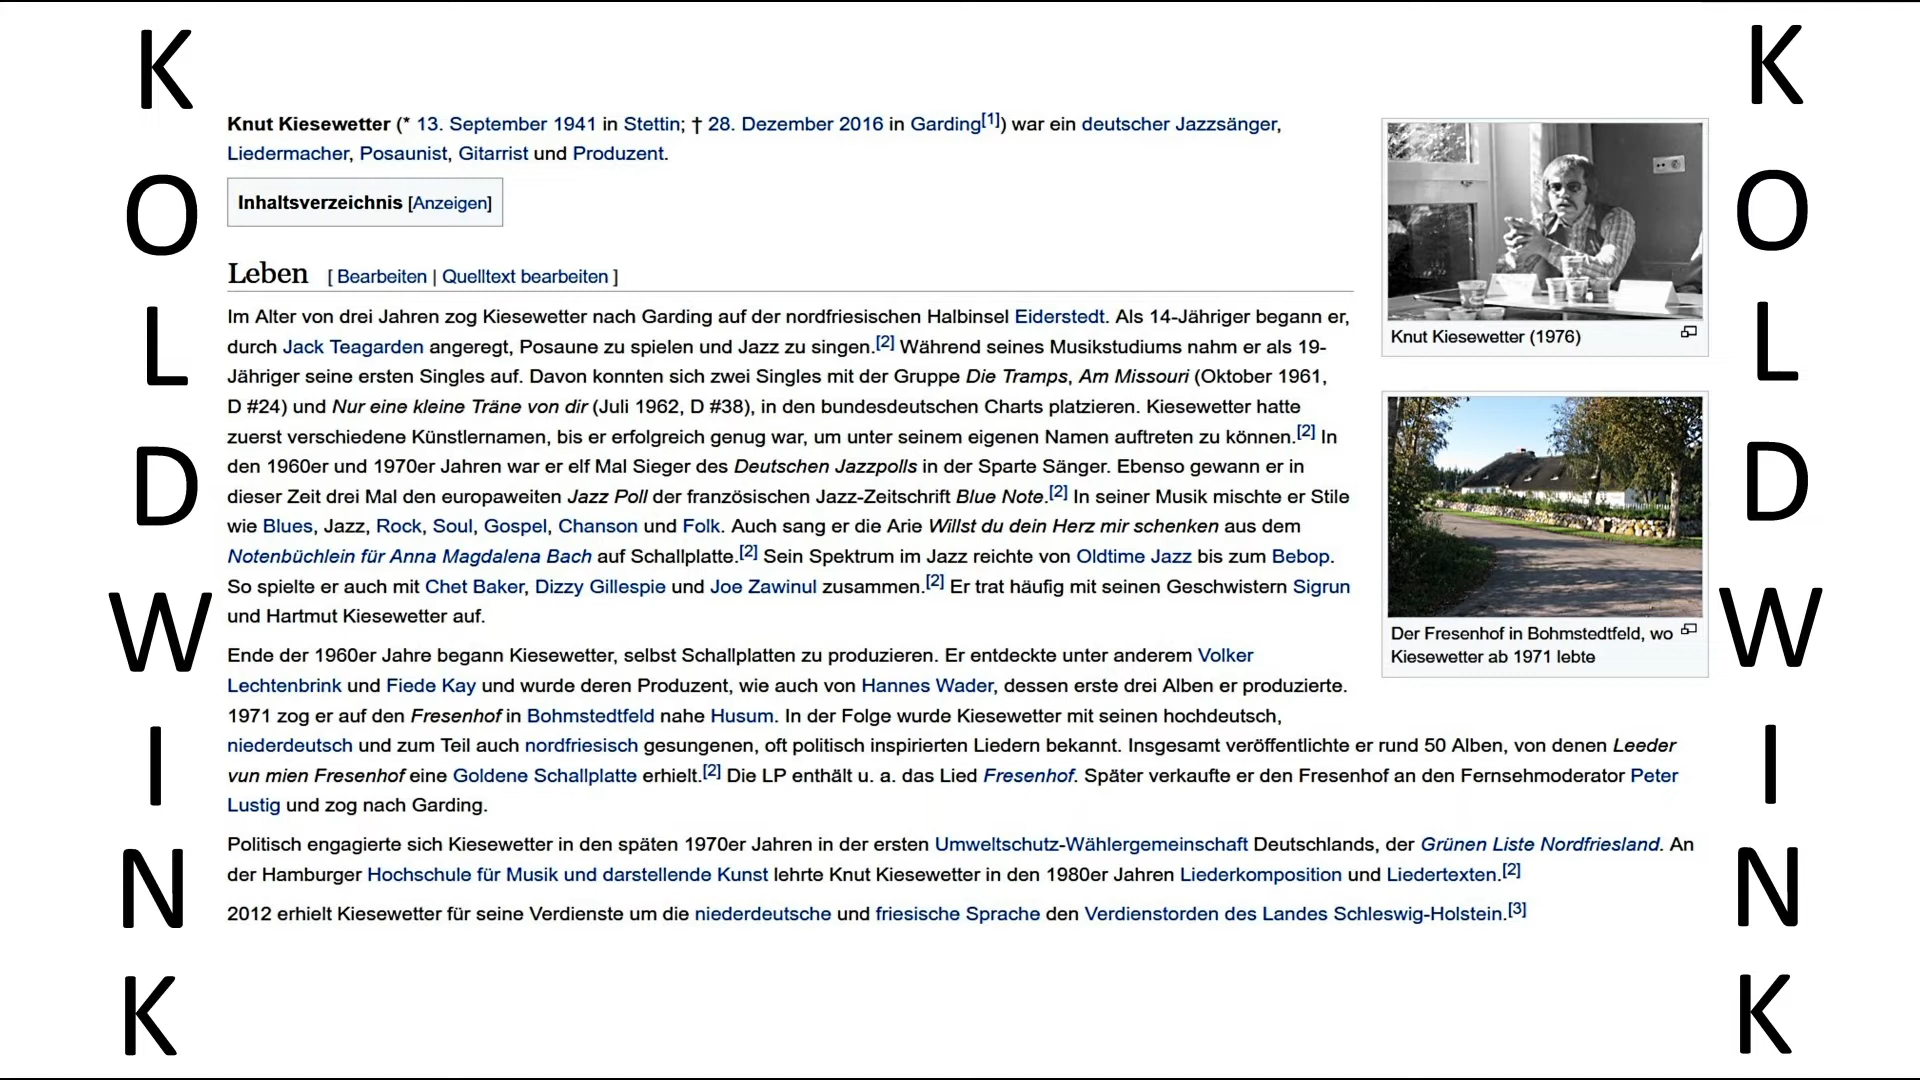 K
O
L
D
W
I
N
K
Knut Kiesewetter (* 13. September 1941 in Stettin; † 28. Dezember 2016 in Garding[1]) war ein deutscher Jazzsänger,
Liedermacher, Posaunist, Gitarrist und Produzent.
Inhaltsverzeichnis [Anzeigen]
Leben [ Bearbeiten | Quelltext bearbeiten ]
Im Alter von drei Jahren zog Kiesewetter nach Garding auf der nordfriesischen Halbinsel Eiderstedt. Als 14-Jähriger begann er,
durch Jack Teagarden angeregt, Posaune zu spielen und Jazz zu singen.[2] Während seines Musikstudiums nahm er als 19-
Jähriger seine ersten Singles auf. Davon konnten sich zwei Singles mit der Gruppe Die Tramps, Am Missouri (Oktober 1961,
D #24) und Nur eine kleine Träne von dir (Juli 1962, D #38), in den bundesdeutschen Charts platzieren. Kiesewetter hatte
zuerst verschiedene Künstlernamen, bis er erfolgreich genug war, um unter seinem eigenen Namen auftreten zu können.[2] In
den 1960er und 1970er Jahren war er elf Mal Sieger des Deutschen Jazzpolls in der Sparte Sänger. Ebenso gewann er in
dieser Zeit drei Mal den europaweiten Jazz Poll der französischen Jazz-Zeitschrift Blue Note.[2] In seiner Musik mischte er Stile
wie Blues, Jazz, Rock, Soul, Gospel, Chanson und Folk. Auch sang er die Arie Willst du dein Herz mir schenken aus dem
Notenbüchlein für Anna Magdalena Bach auf Schallplatte.[2] Sein Spektrum im Jazz reichte von Oldtime Jazz bis zum Bebop.
So spielte er auch mit Chet Baker, Dizzy Gillespie und Joe Zawinul zusammen.[2] Er trat häufig mit seinen Geschwistern Sigrun
und Hartmut Kiesewetter auf.
Ende der 1960er Jahre begann Kiesewetter, selbst Schallplatten zu produzieren. Er entdeckte unter anderem Volker
Lechtenbrink und Fiede Kay und wurde deren Produzent, wie auch von Hannes Wader, dessen erste drei Alben er produzierte.
1971 zog er auf den Fresenhof in Bohmstedtfeld nahe Husum. In der Folge wurde Kiesewetter mit seinen hochdeutsch,
niederdeutsch und zum Teil auch nordfriesisch gesungenen, oft politisch inspirierten Liedern bekannt. Insgesamt veröffentlichte er rund 50 Alben, von denen Leeder
vun mien Fresenhof eine Goldene Schallplatte erhielt.[2] Die LP enthält u. a. das Lied Fresenhof. Später verkaufte er den Fresenhof an den Fernsehmoderator Peter
Lustig und zog nach Garding.
Politisch engagierte sich Kiesewetter in den späten 1970er Jahren in der ersten Umweltschutz-Wählergemeinschaft Deutschlands, der Grünen Liste Nordfriesland. An
der Hamburger Hochschule für Musik und darstellende Kunst lehrte Knut Kiesewetter in den 1980er Jahren Liederkomposition und Liedertexten.[2]
2012 erhielt Kiesewetter für seine Verdienste um die niederdeutsche und friesische Sprache den Verdienstorden des Landes Schleswig-Holstein.[3]
Knut Kiesewetter (1976)
Der Fresenhof in Bohmstedtfeld, wo
Kiesewetter ab 1971 lebte
K
O
L
D
W
I
N
K